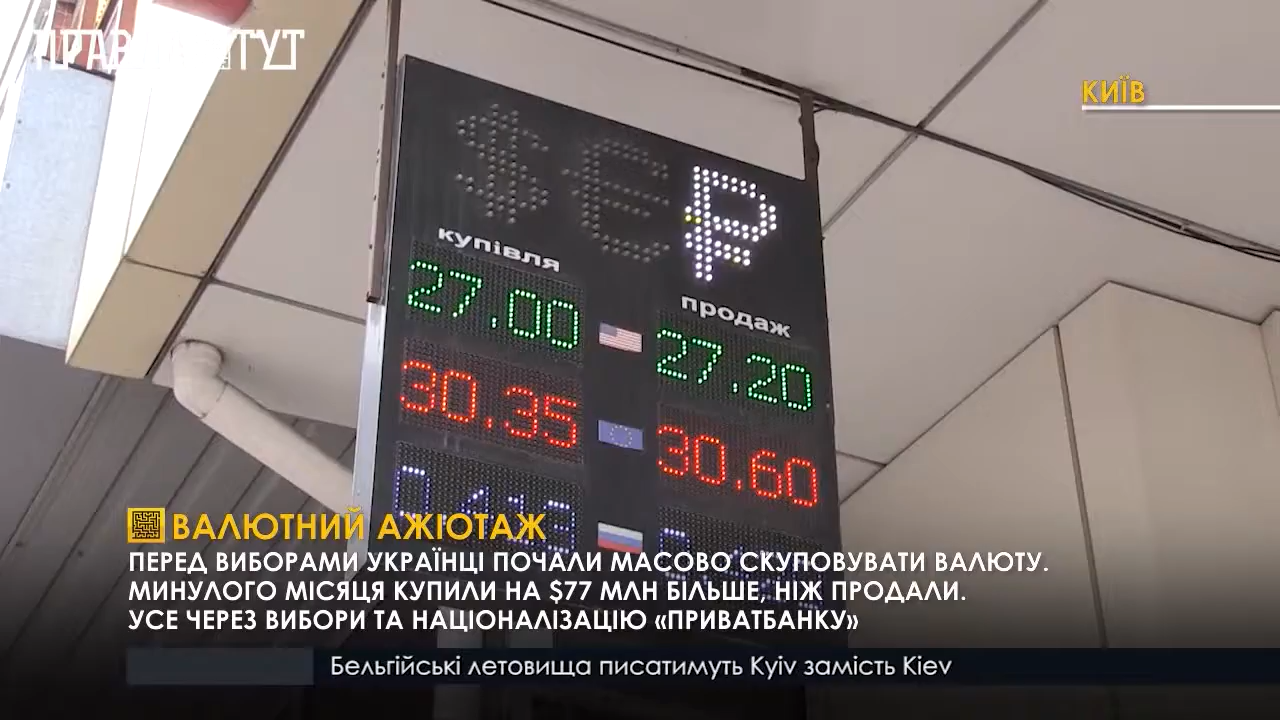 ТУТ
КИЇВ
$ € ₽
купівля
продаж
27.00
27.20
30.35
30.60
ВАЛЮТНИЙ АЖІОТАЖ
ПЕРЕД ВИБОРАМИ УКРАЇНЦІ ПОЧАЛИ МАСОВО СКУПОВУВАТИ ВАЛЮТУ.
МИНУЛОГО МІСЯЦЯ КУПИЛИ НА $77 МЛН БІЛЬШЕ, НІЖ ПРОДАЛИ.
УСЕ ЧЕРЕЗ ВИБОРИ ТА НАЦІОНАЛІЗАЦІЮ «ПРИВАТБАНКУ»
Бельгійські летовища писатимуть Kyiv замість Kiev